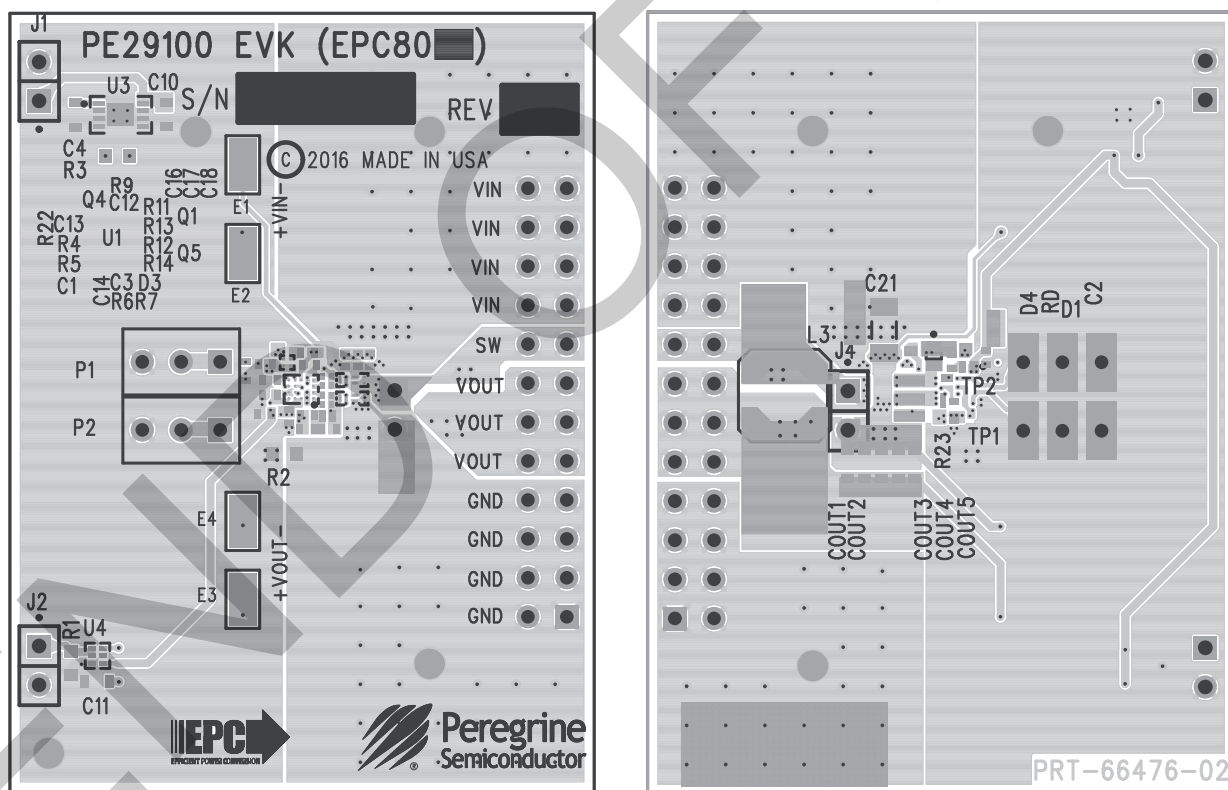 J1
PE29100 EVK (EPC80 )
U3
C10
S/N
REV
C4
R3
© 2016 MADE IN USA
R9
C16
C17
C18
Q4
C12
R11
E1
+VIN-
VIN
R22
C13
Q1
R13
VIN
R4
U1
R12
R5
Q5
R14
VIN
C1
C14
C3
D3
R6
R7
E2
VIN
SW
P1
VOUT
P2
VOUT
VOUT
R2
GND
E4
+VOUT-
GND
E3
GND
J2
GND
R1
U4
C11
EPC
EFFICIENT POWER CONVERSION
Peregrine
Semiconductor
®
C21
D4
RD
D1
C2
L3
J4
TP2
TP1
R23
COUT1
COUT2
COUT3
COUT4
COUT5
PRT-66476-02